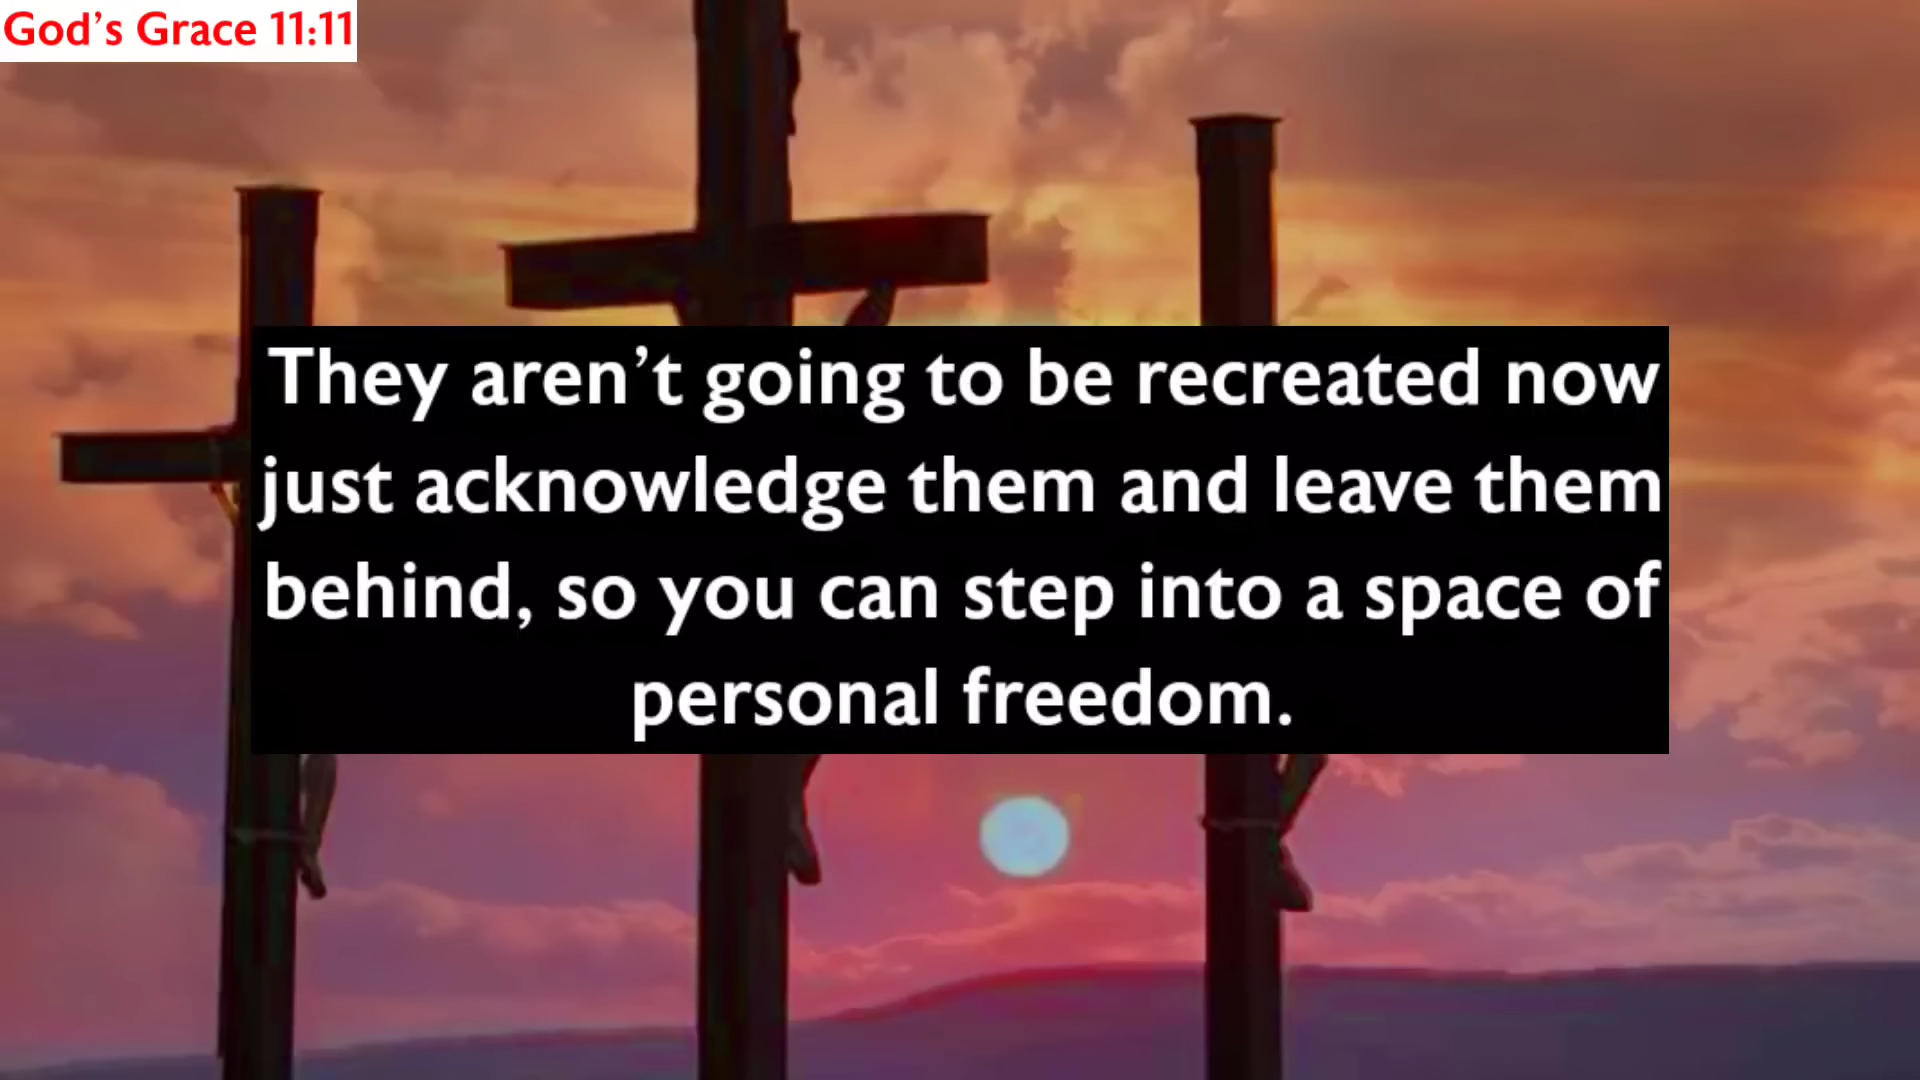 God’s Grace 11:11
They aren’t going to be recreated now
just acknowledge them and leave them
behind, so you can step into a space of
personal freedom.